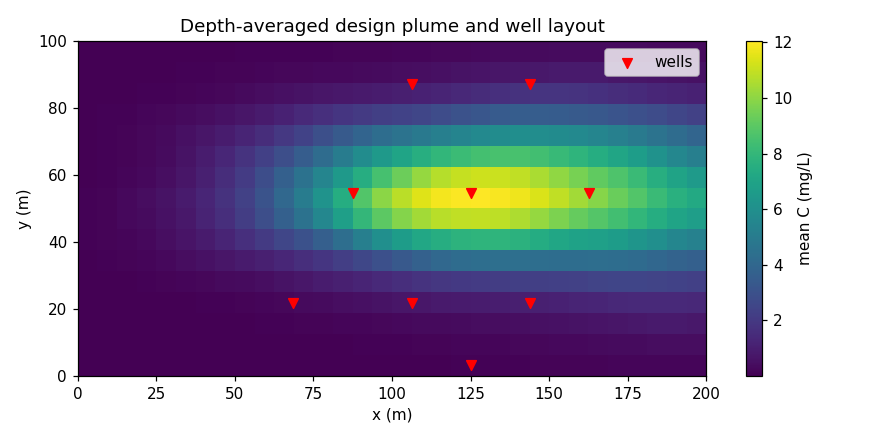 Depth-averaged design plume and well layout
wells
100
80
60
40
20
0
y (m)
0 25 50 75 100 125 150 175 200
x (m)
12
10
8
6
4
2
mean C (mg/L)